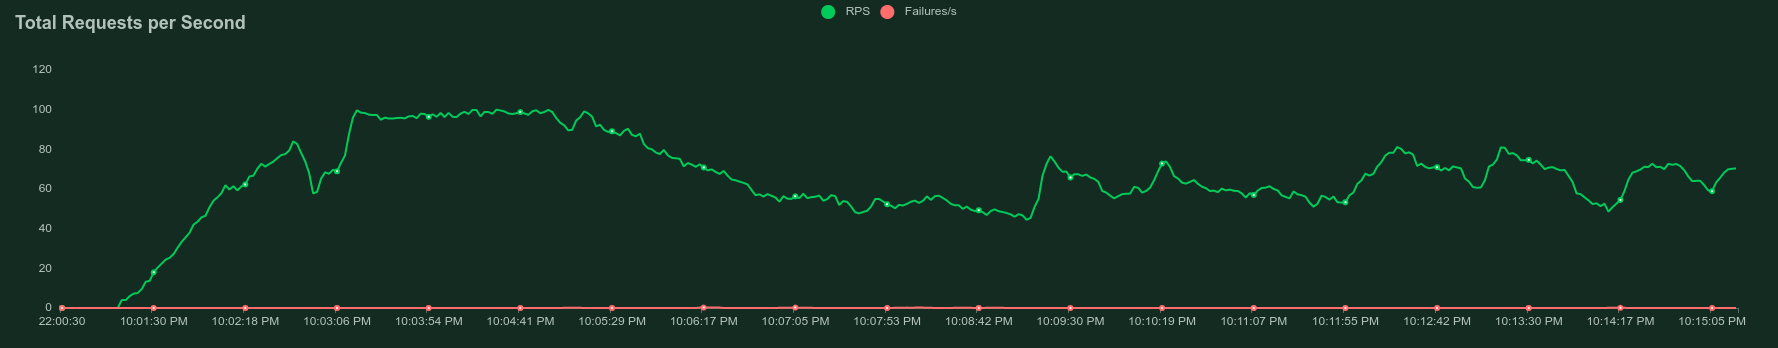 Total Requests per Second
RPS Failures/s
120
100
80
60
40
20
0
22:00:30 10:01:30 PM 10:02:18 PM 10:03:06 PM 10:03:54 PM 10:04:41 PM 10:05:29 PM 10:06:17 PM 10:07:05 PM 10:07:53 PM 10:08:42 PM 10:09:30 PM 10:10:19 PM 10:11:07 PM 10:11:55 PM 10:12:42 PM 10:13:30 PM 10:14:17 PM 10:15:05 PM